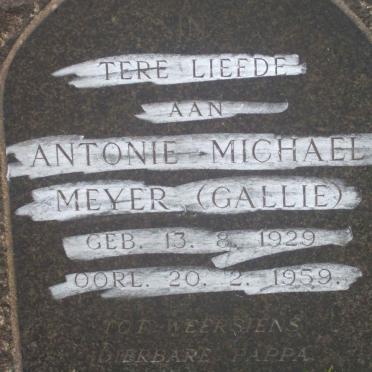 IN
TERE LIEFDE
AAN
ANTONIE MICHAEL
MEYER (GALLIE)
GEB. 13. 8. 1929
OORL. 20. 2. 1959.
TOT WEERSIENS
DIERBARE PAPPA.